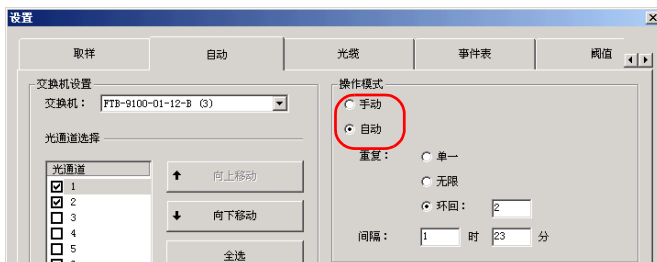 设置
取样
自动
光缆
事件表
阈值
交换机设置
交换机： FTB-9100-01-12-B (3)
光通道选择
光通道
1
2
3
4
5
向上移动
向下移动
全选
操作模式
手动
自动
重复： 单一
无限
环回： 2
间隔： 1 时 23 分